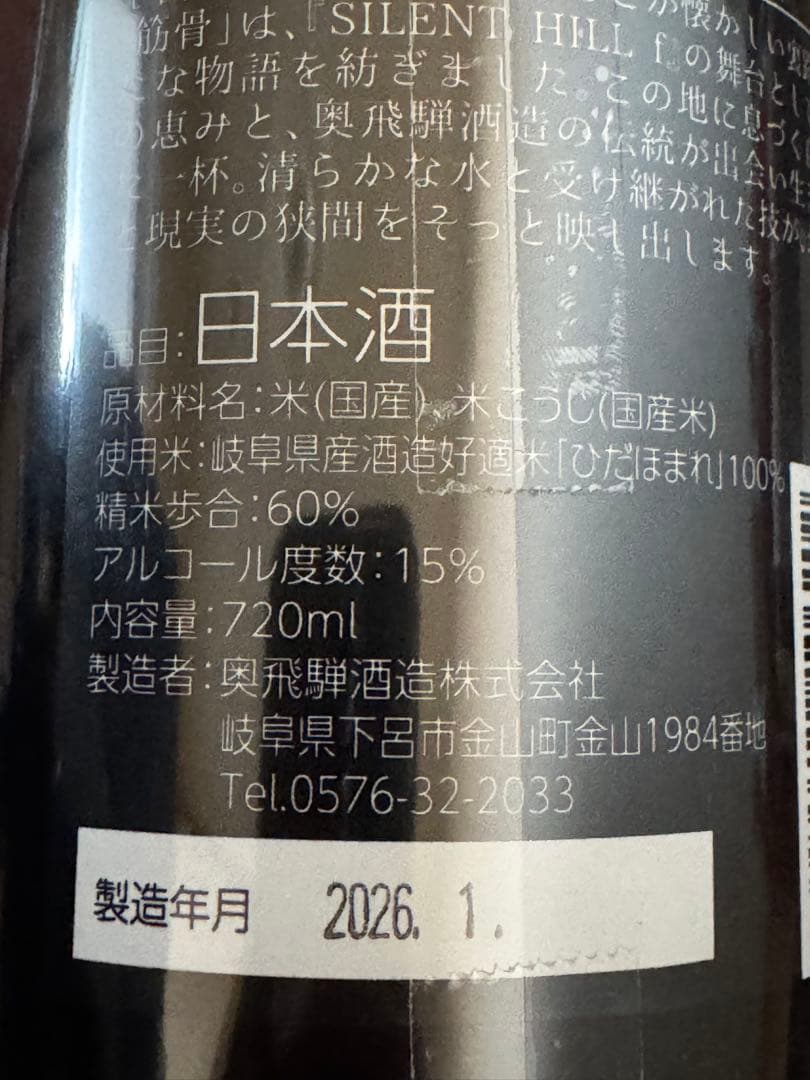 筋骨」は、『SILENT HILL f』の舞台とし
な物語を紡ぎました。この地に息づく
恵みと、奥飛騨酒造の伝統が出会い生
一杯。清らかな水と受け継がれた技が
と現実の狭間をそっと映し出します。
品目:日本酒
原材料名:米(国産)、米こうじ(国産米)
使用米:岐阜県産酒造好適米「ひだほまれ」100%
精米歩合:60%
アルコール度数:15%
内容量:720ml
製造者:奥飛騨酒造株式会社
岐阜県下呂市金山町金山1984番地
Tel.0576-32-2033
製造年月 2026. 1.